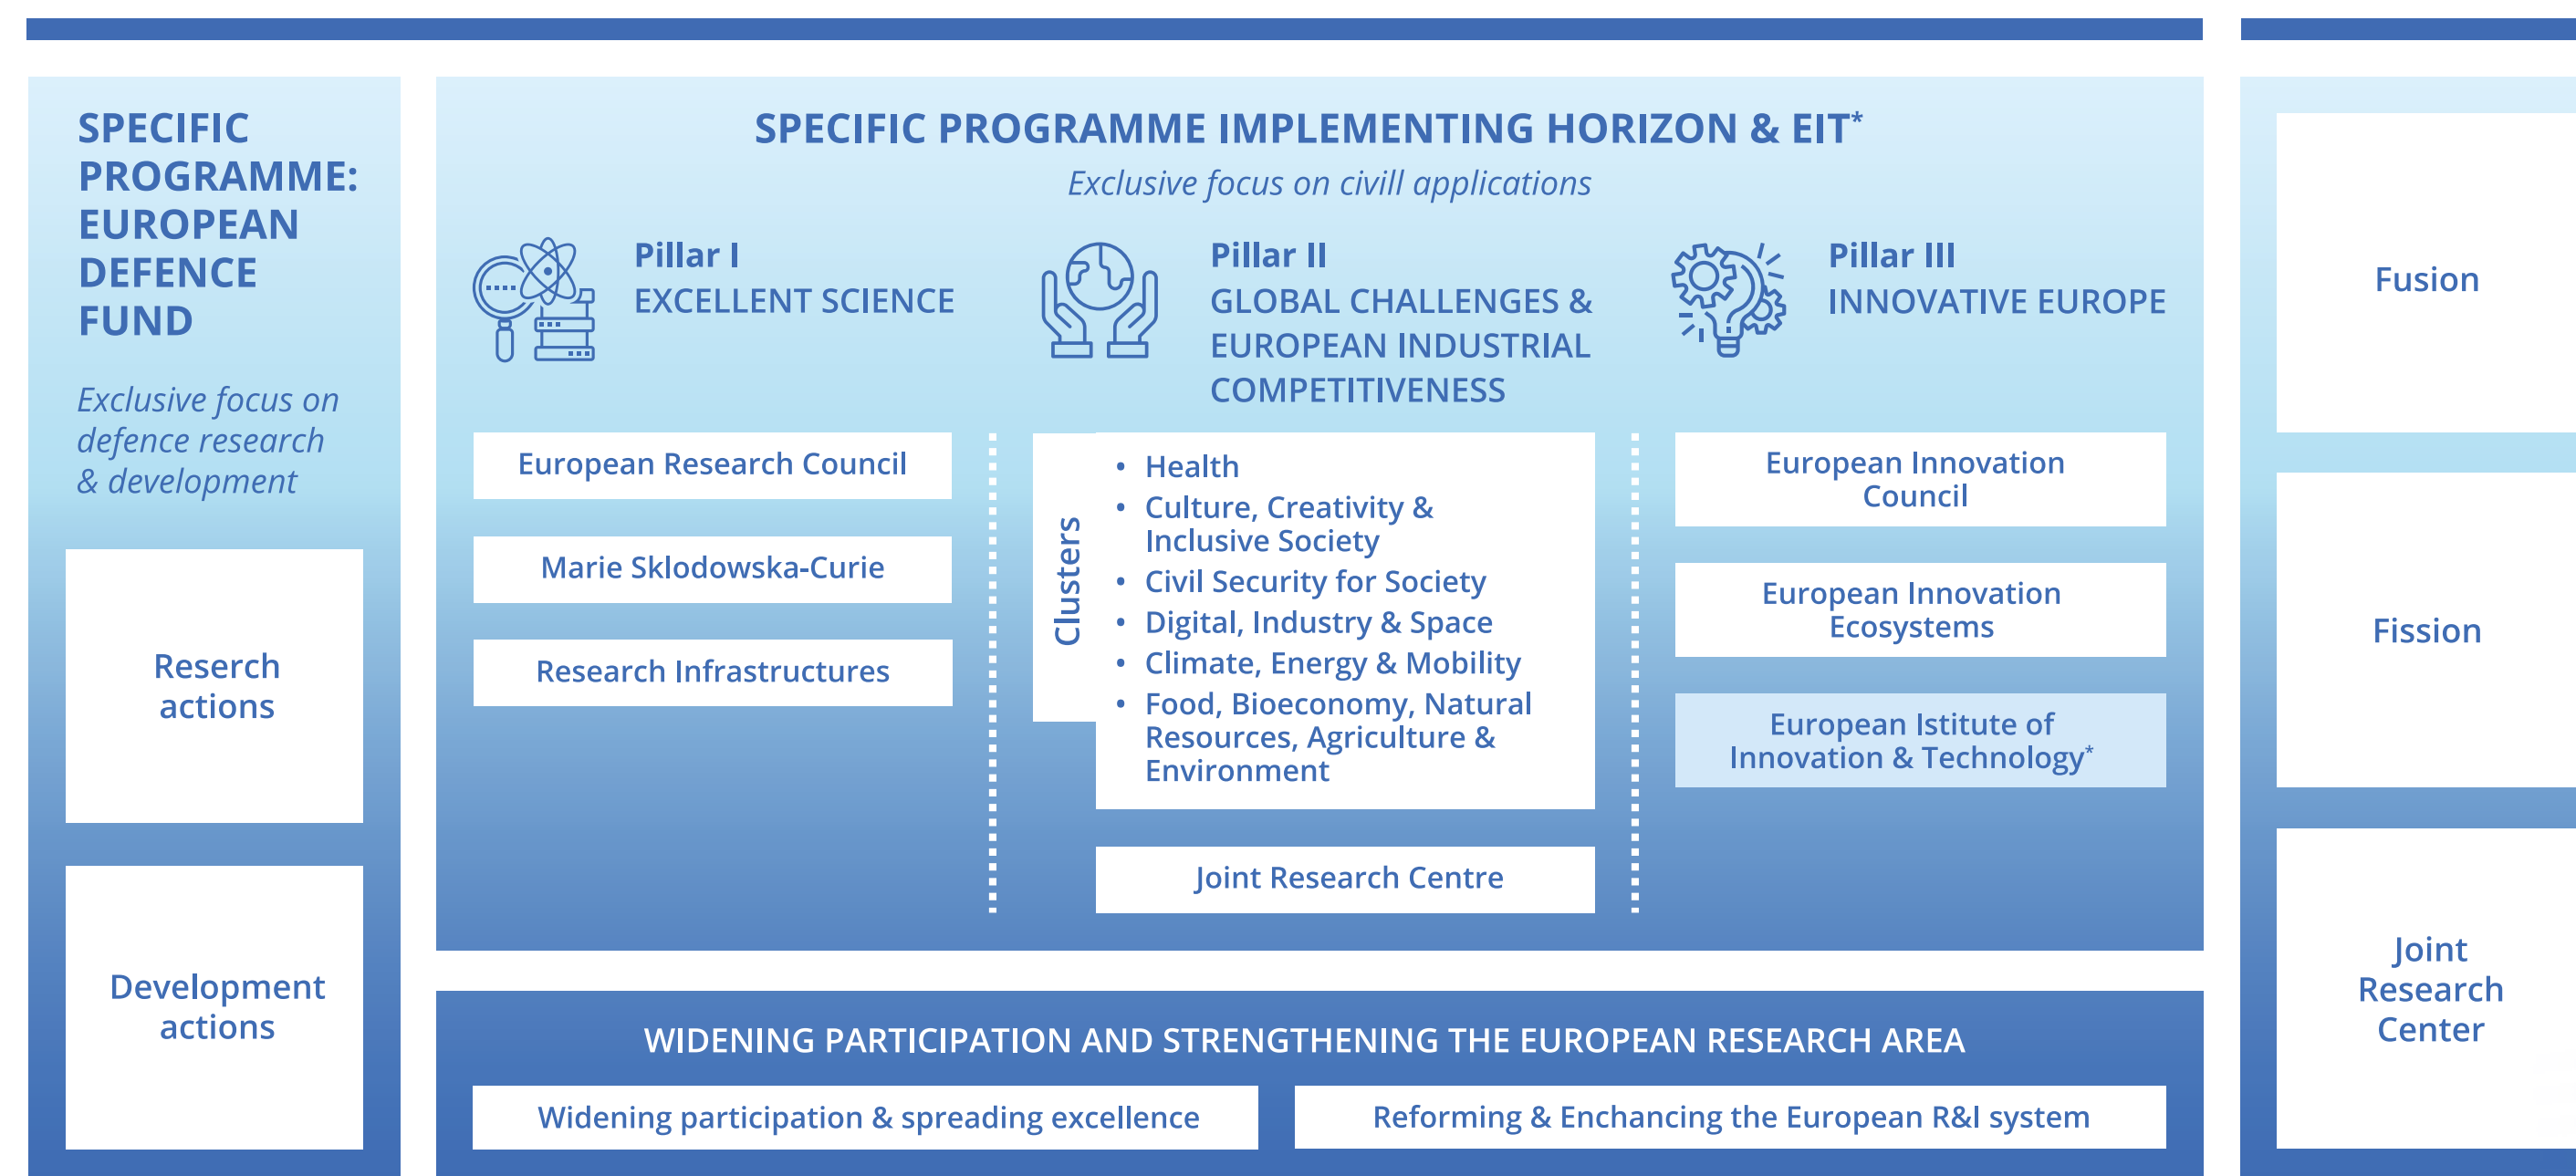 SPECIFIC
PROGRAMME:
EUROPEAN
DEFENCE
FUND
Exclusive focus on
defence research
& development
Reserch
actions
Development
actions
SPECIFIC PROGRAMME IMPLEMENTING HORIZON & EIT*
Exclusive focus on civill applications
Pillar I
EXCELLENT SCIENCE
European Research Council
Marie Sklodowska-Curie
Research Infrastructures
Pillar II
GLOBAL CHALLENGES &
EUROPEAN INDUSTRIAL
COMPETITIVENESS
Clusters
• Health
• Culture, Creativity &
Inclusive Society
• Civil Security for Society
• Digital, Industry & Space
• Climate, Energy & Mobility
• Food, Bioeconomy, Natural
Resources, Agriculture &
Environment
Joint Research Centre
Pillar III
INNOVATIVE EUROPE
European Innovation
Council
European Innovation
Ecosystems
European Istitute of
Innovation & Technology*
WIDENING PARTICIPATION AND STRENGTHENING THE EUROPEAN RESEARCH AREA
Widening participation & spreading excellence
Reforming & Enchancing the European R&I system
Fusion
Fission
Joint
Research
Center